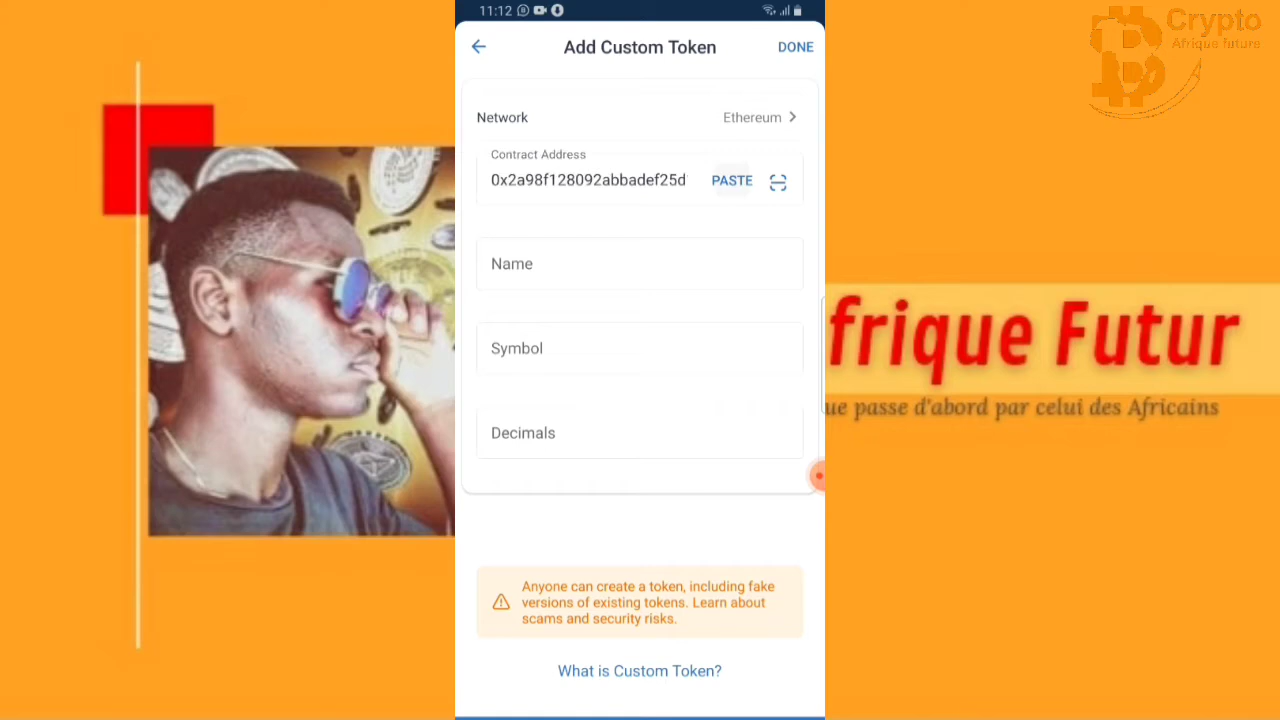 11:12
Crypto
Afrique future
Add Custom Token
DONE
Network
Ethereum
Contract Address
0x2a98f128092abbadef25d
PASTE
Name
Symbol
Decimals
frique Futur
ue passe d'abord par celui des Africains
Anyone can create a token, including fake
versions of existing tokens. Learn about
scams and security risks.
What is Custom Token?